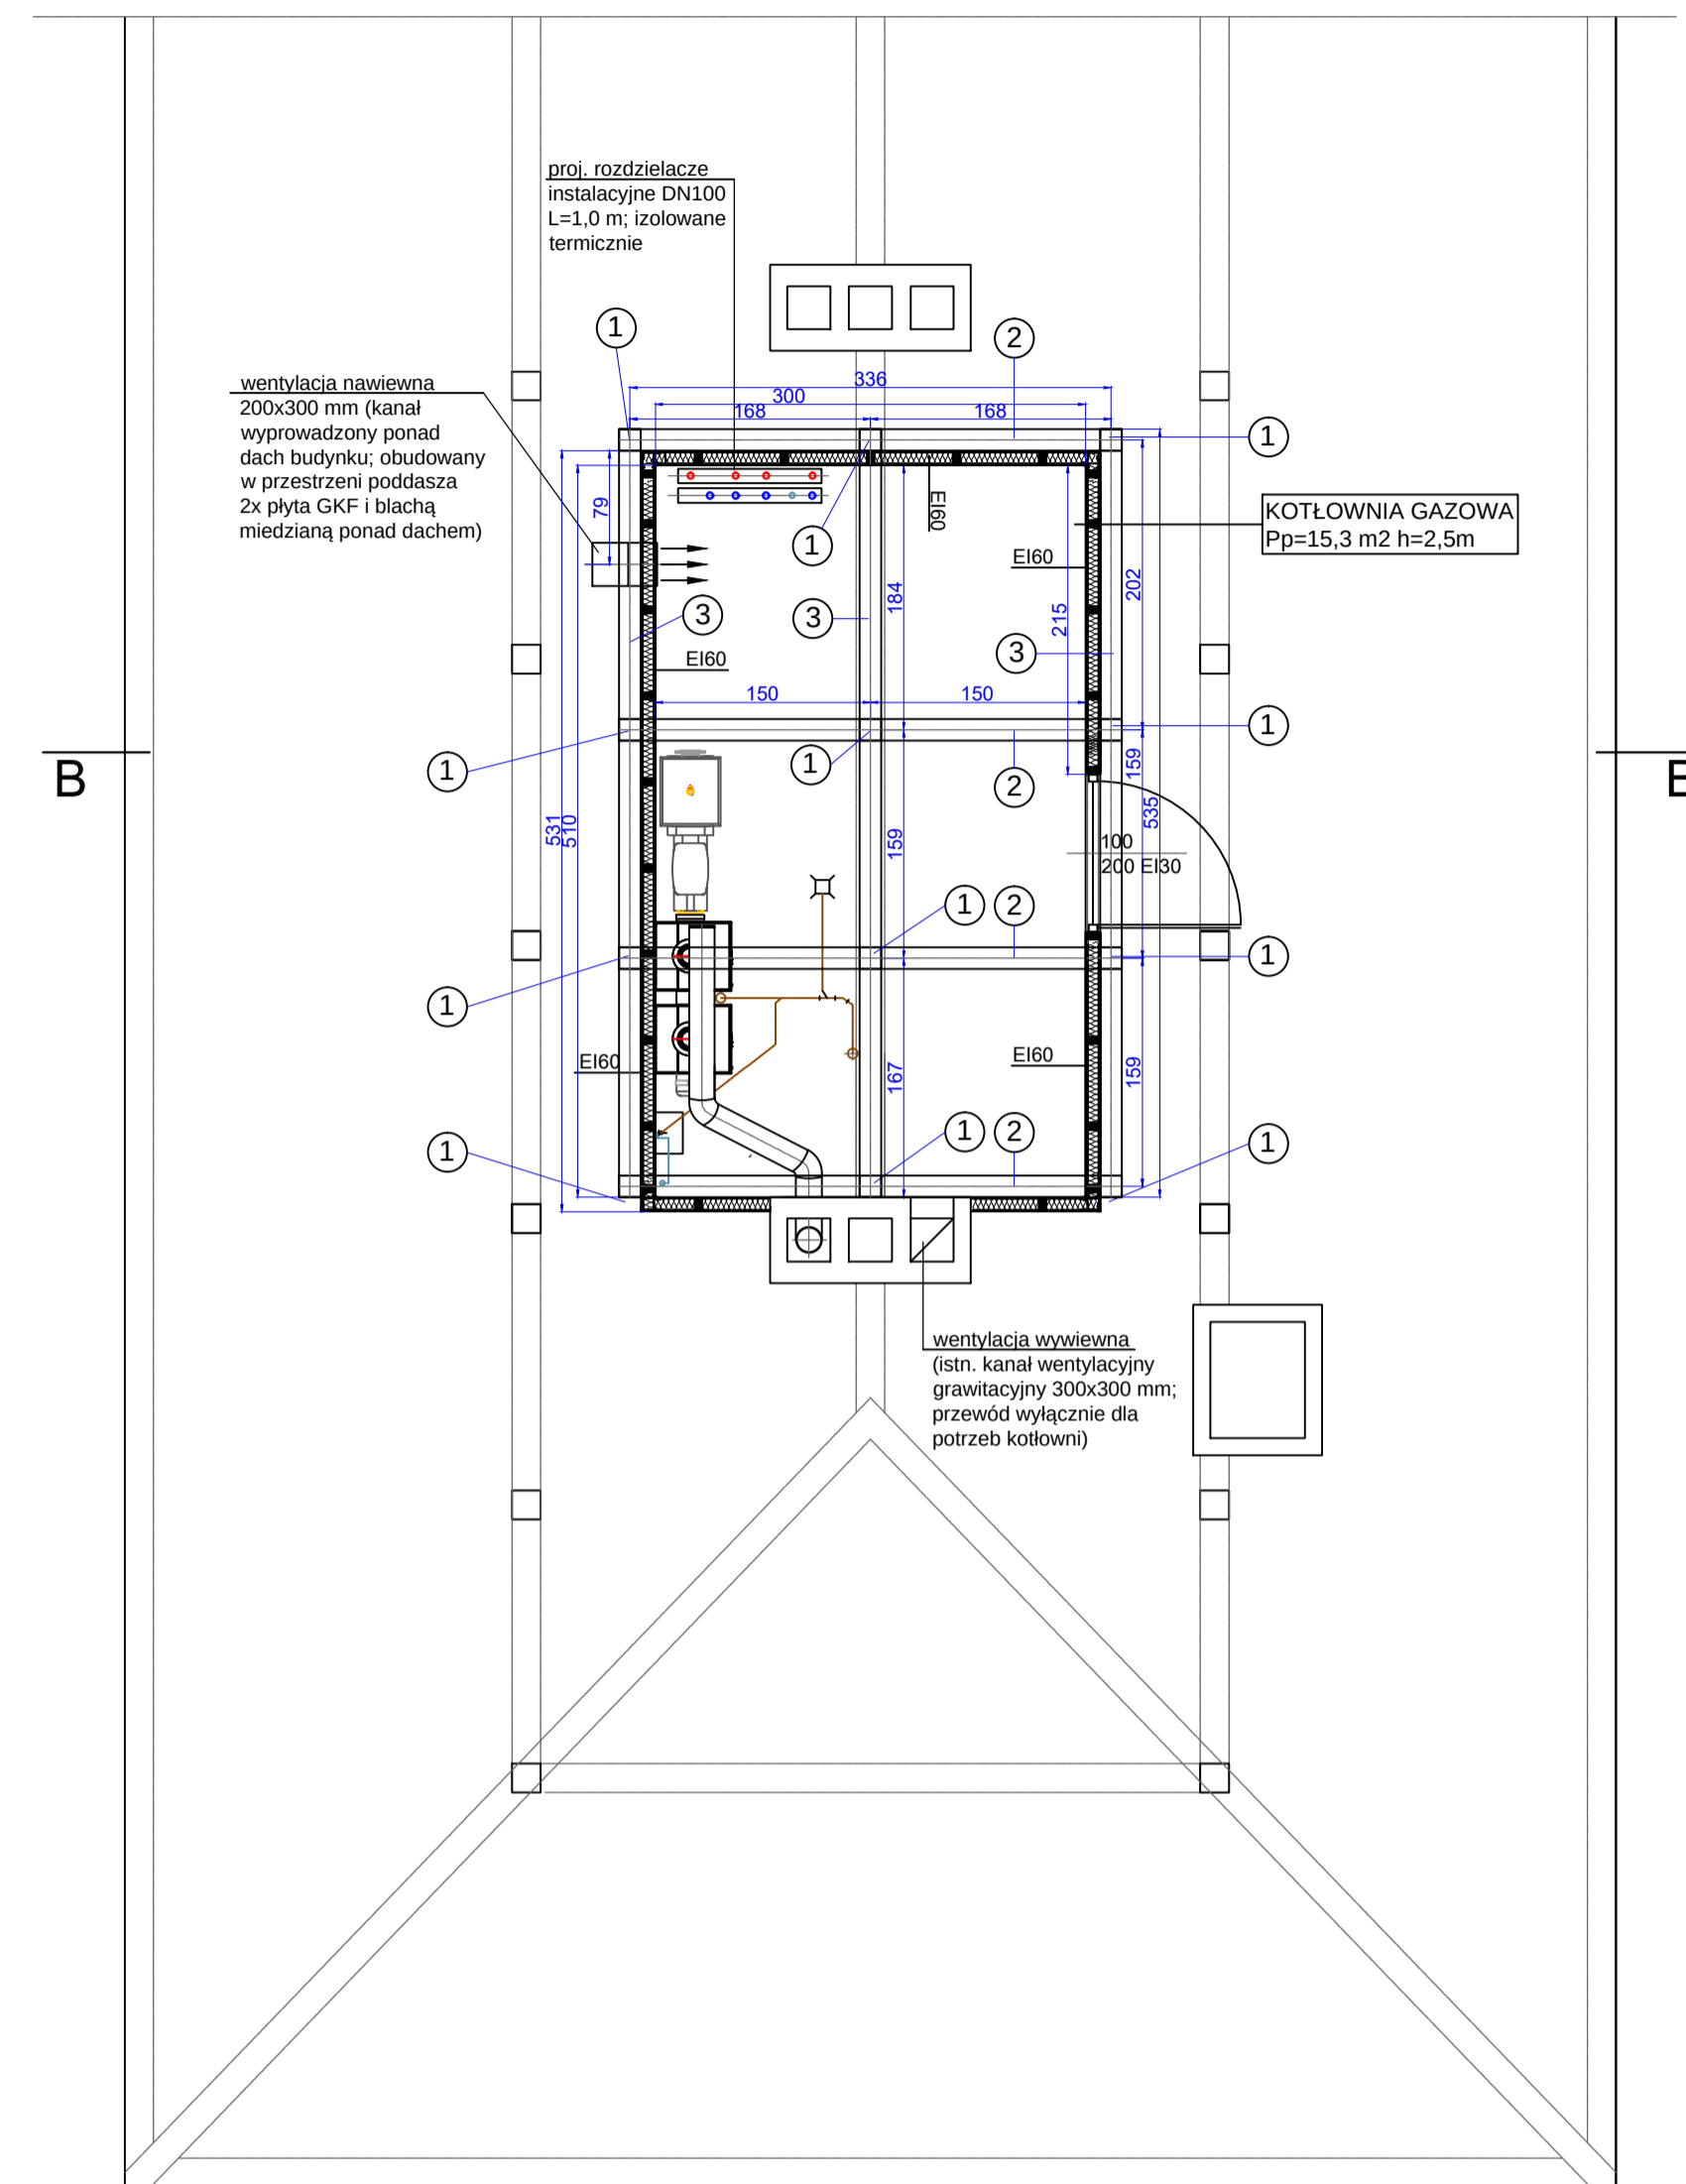 proj. rozdzielacze
instalacyjne DN100
L=1,0 m; izolowane
termicznie
1
2
336
300
168
168
wentylacja nawiewna
200x300 mm (kanał
wyprowadzony ponad
dach budynku; obudowany
w przestrzeni poddasza
2x płyta GKF i blachą
miedzianą ponad dachem)
1
79
EI60
KOTŁOWNIA GAZOWA
Pp=15,3 m2 h=2,5m
1
EI60
184
202
215
3
3
3
EI60
150
150
1
1
1
2
159
B
B
531
510
159
535
100
200 EI30
1
2
1
1
EI60
EI60
167
159
1
2
1
1
wentylacja wywiewna
(istn. kanał wentylacyjny
grawitacyjny 300x300 mm;
przewód wyłącznie dla
potrzeb kotłowni)